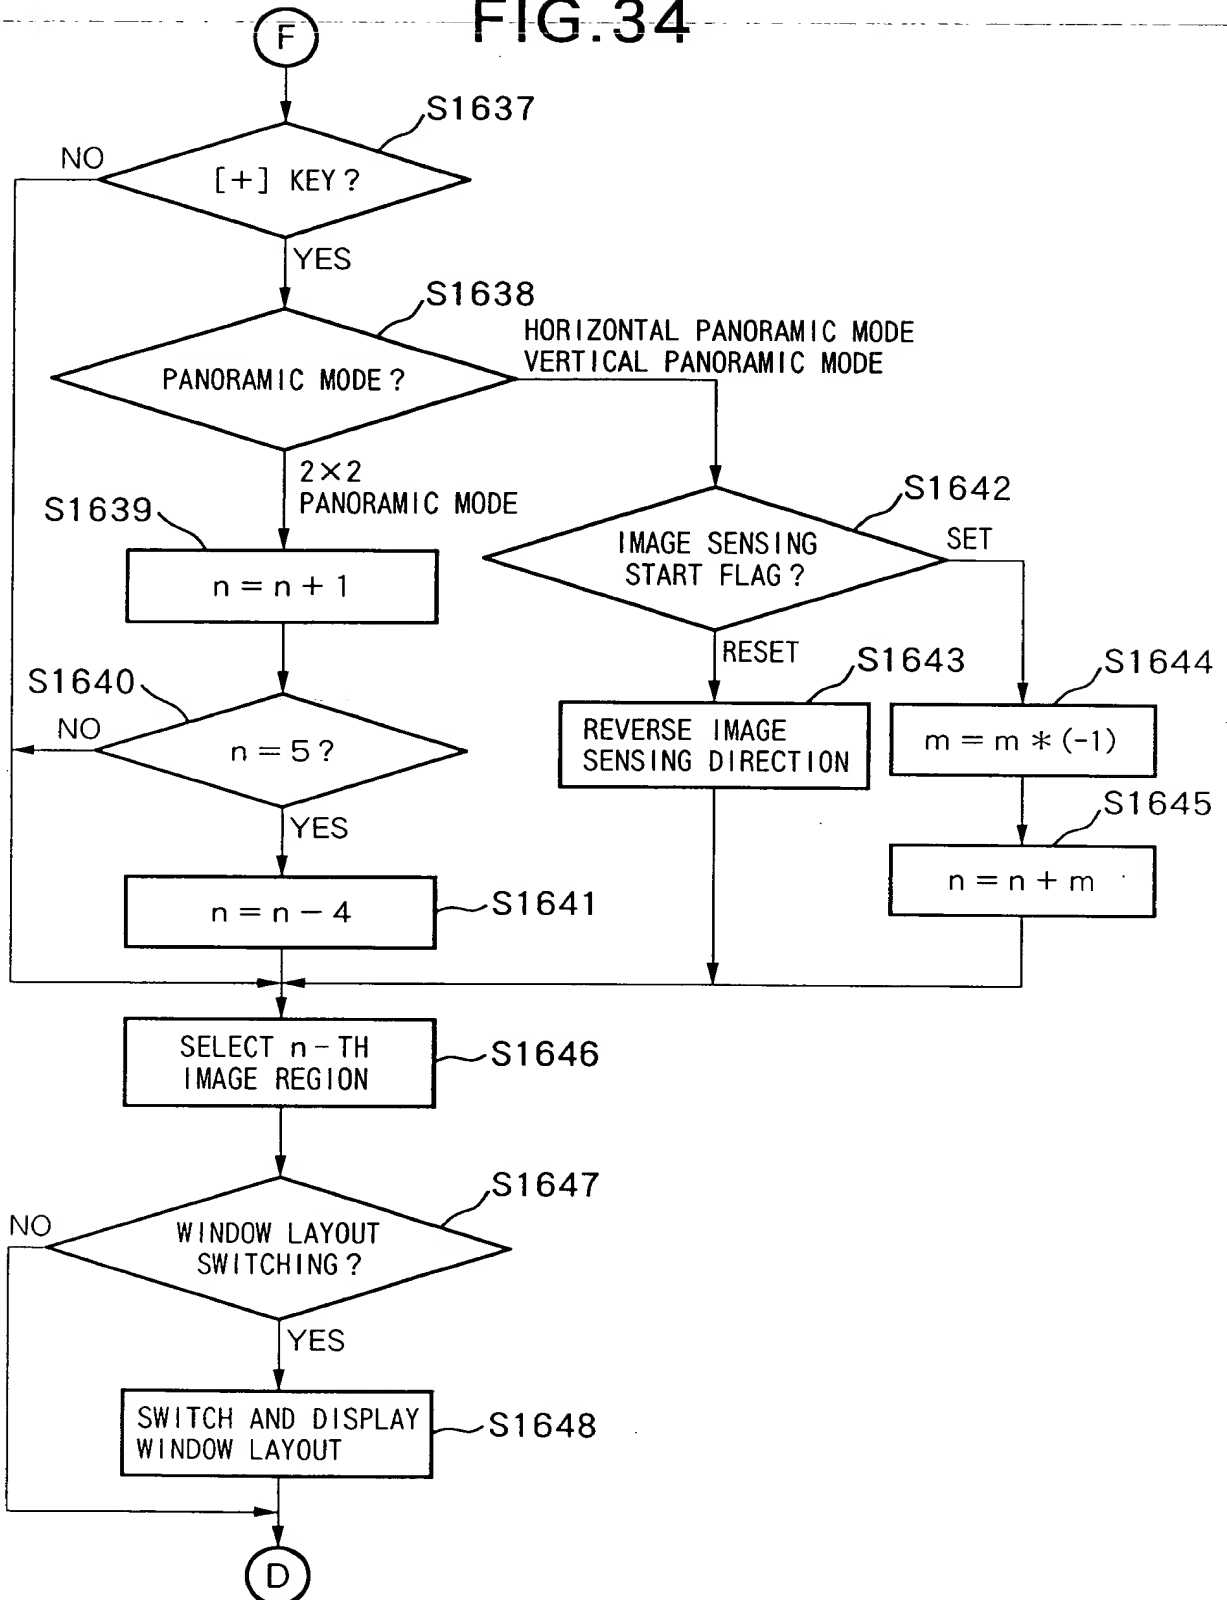 FIG.34
F
S1637
NO
[+] KEY?
YES
S1638
HORIZONTAL PANORAMIC MODE
VERTICAL PANORAMIC MODE
PANORAMIC MODE?
2×2
PANORAMIC MODE
S1639
n=n+1
S1642
IMAGE SENSING
START FLAG?
SET
RESET
S1640
NO
n=5?
YES
S1643
REVERSE IMAGE
SENSING DIRECTION
S1644
m=m*(-1)
S1645
n=n+m
n=n-4
S1641
SELECT n-TH
IMAGE REGION
S1646
S1647
NO
WINDOW LAYOUT
SWITCHING?
YES
SWITCH AND DISPLAY
WINDOW LAYOUT
S1648
D